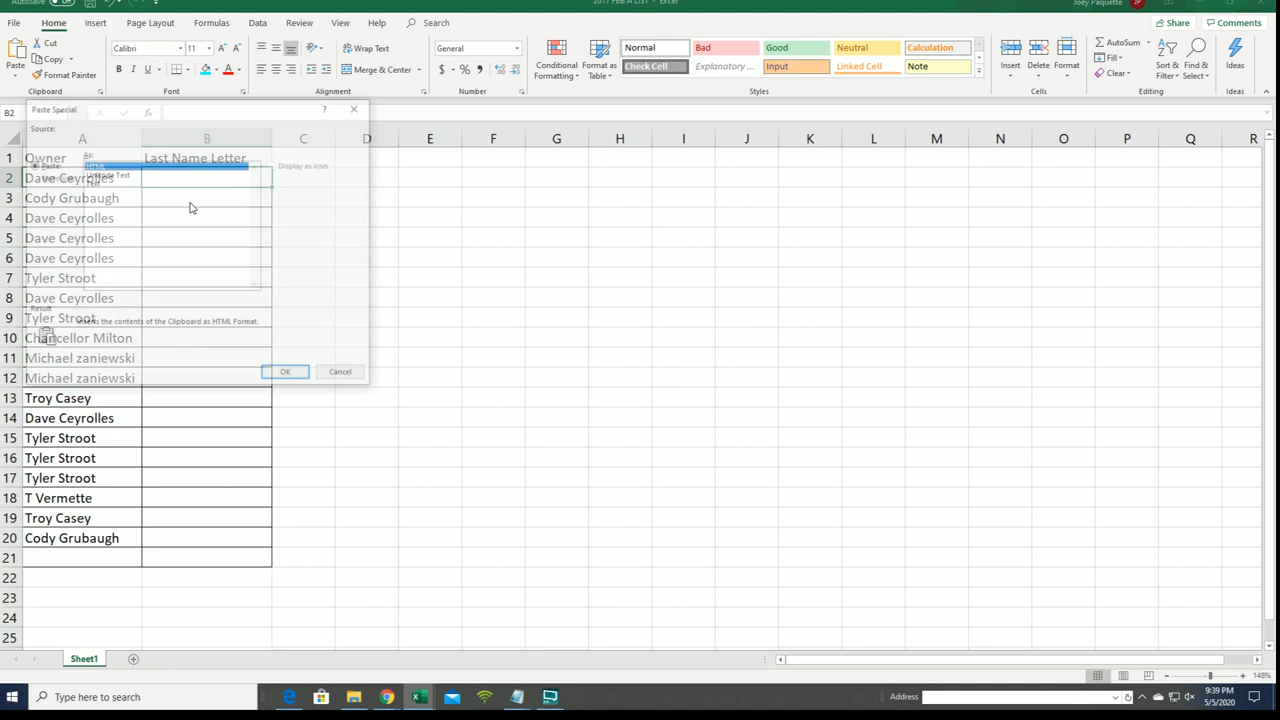 AutoSave
2017 FBB A LIST - Excel
Joey Paquette
JP
File Home Insert Page Layout Formulas Data Review View Help Search Share Comments
Paste Cut Calibri 11 Wrap Text General Conditional Format as Normal Bad Good Neutral Calculation Insert Delete Format AutoSum Sort & Find & Ideas
Copy Merge & Center Formatting Table Check Cell Explanary ... Input Linked Cell Note Fill Filter Select
Format Painter Clear
Clipboard Font Alignment Number Styles Cells Editing Ideas
B2
Paste Special ?
Source:
A B C D E F G H I J K L M N O P Q R
As:
1 Owner Last Name Letter
Paste: HTML Display as icon
Unicode Text
2 Dave Ceyrolles
Text
3 Cody Grubaugh
4 Dave Ceyrolles
5 Dave Ceyrolles
6 Dave Ceyrolles
7 Tyler Stroot
8 Dave Ceyrolles
Result
9 Tyler Stroot
Inserts the contents of the Clipboard as HTML Format.
10 Chancellor Milton
11 Michael zaniewski
OK Cancel
12 Michael zaniewski
13 Troy Casey
14 Dave Ceyrolles
15 Tyler Stroot
16 Tyler Stroot
17 Tyler Stroot
18 T Vermette
19 Troy Casey
20 Cody Grubaugh
21
22
23
24
25
Sheet1
148%
Type here to search Address 9:39 PM
5/5/2020